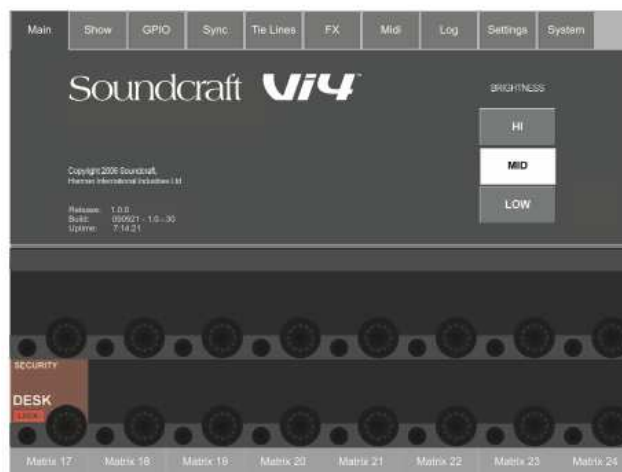 Main Show GPIO Sync Tie Lines FX Midi Log Settings System
Soundcraft Vi4™
BRIGHTNESS
HI
MID
LOW
Copyright 2006 Soundcraft,
Harman International Industries Ltd
Release: 1.0.0
Build: 090921 - 1.0 - 30
Uptime: 7:14:21
SECURITY
DESK
LOCK
Matrix 17 Matrix 18 Matrix 19 Matrix 20 Matrix 21 Matrix 22 Matrix 23 Matrix 24